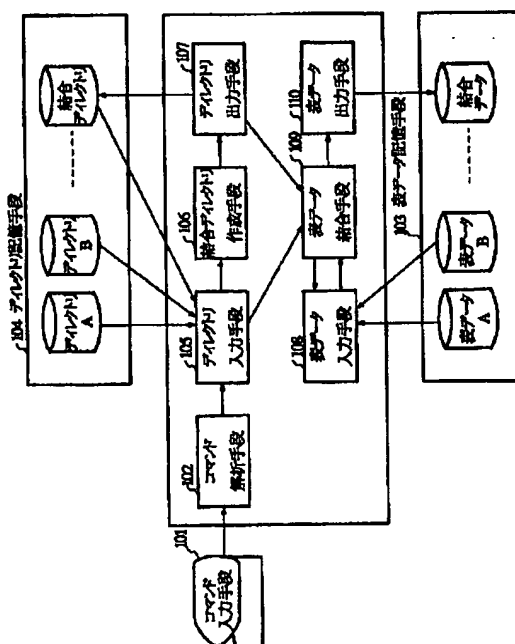 104 ディレクトリ記憶手段
ディレクトリ
A
ディレクトリ
B
結合
ディレクトリ
101
コマンド
入力手段
102
コマンド
解析手段
105
ディレクトリ
入力手段
106
結合ディレクトリ
作成手段
107
ディレクトリ
出力手段
108
表データ
入力手段
109
表データ
結合手段
110
表データ
出力手段
103 表データ記憶手段
表データ
A
表データ
B
結合
データ